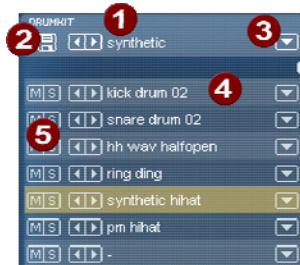 DRUMKIT
1
2 synthetic 3
M S kick drum 02 4
M S snare drum 02
5 hh wav halfopen
M S ring ding
M S synthetic hihat
M S pm hihat
M S -